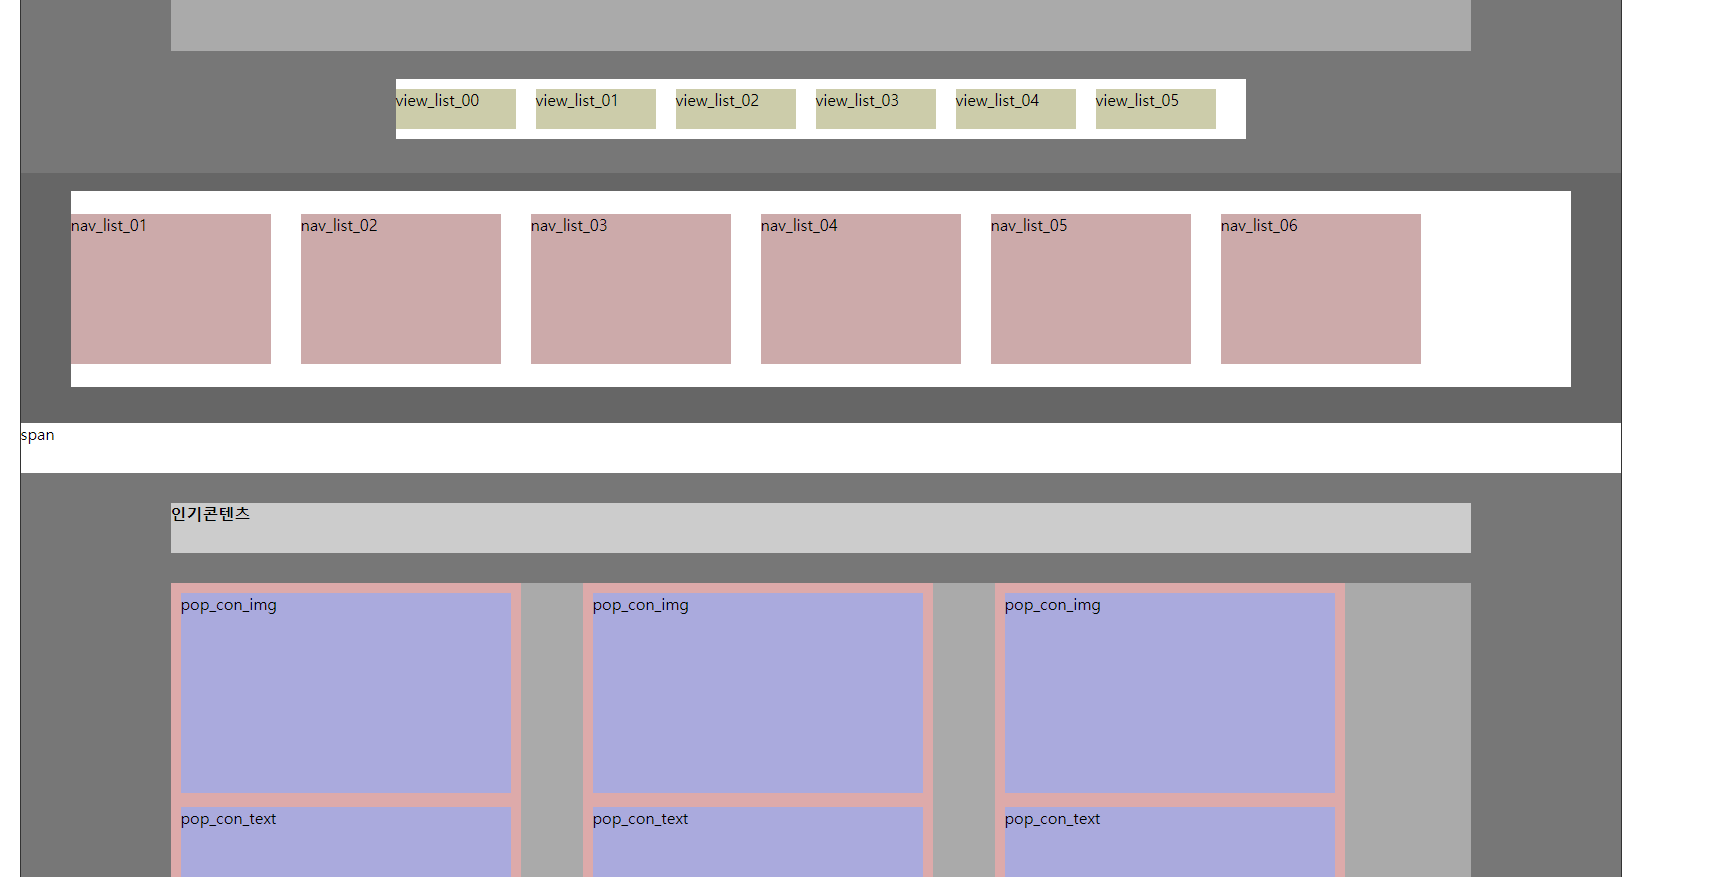 view_list_00 view_list_01 view_list_02 view_list_03 view_list_04 view_list_05
nav_list_01 nav_list_02 nav_list_03 nav_list_04 nav_list_05 nav_list_06
span
인기콘텐츠
pop_con_img pop_con_img pop_con_img
pop_con_text pop_con_text pop_con_text